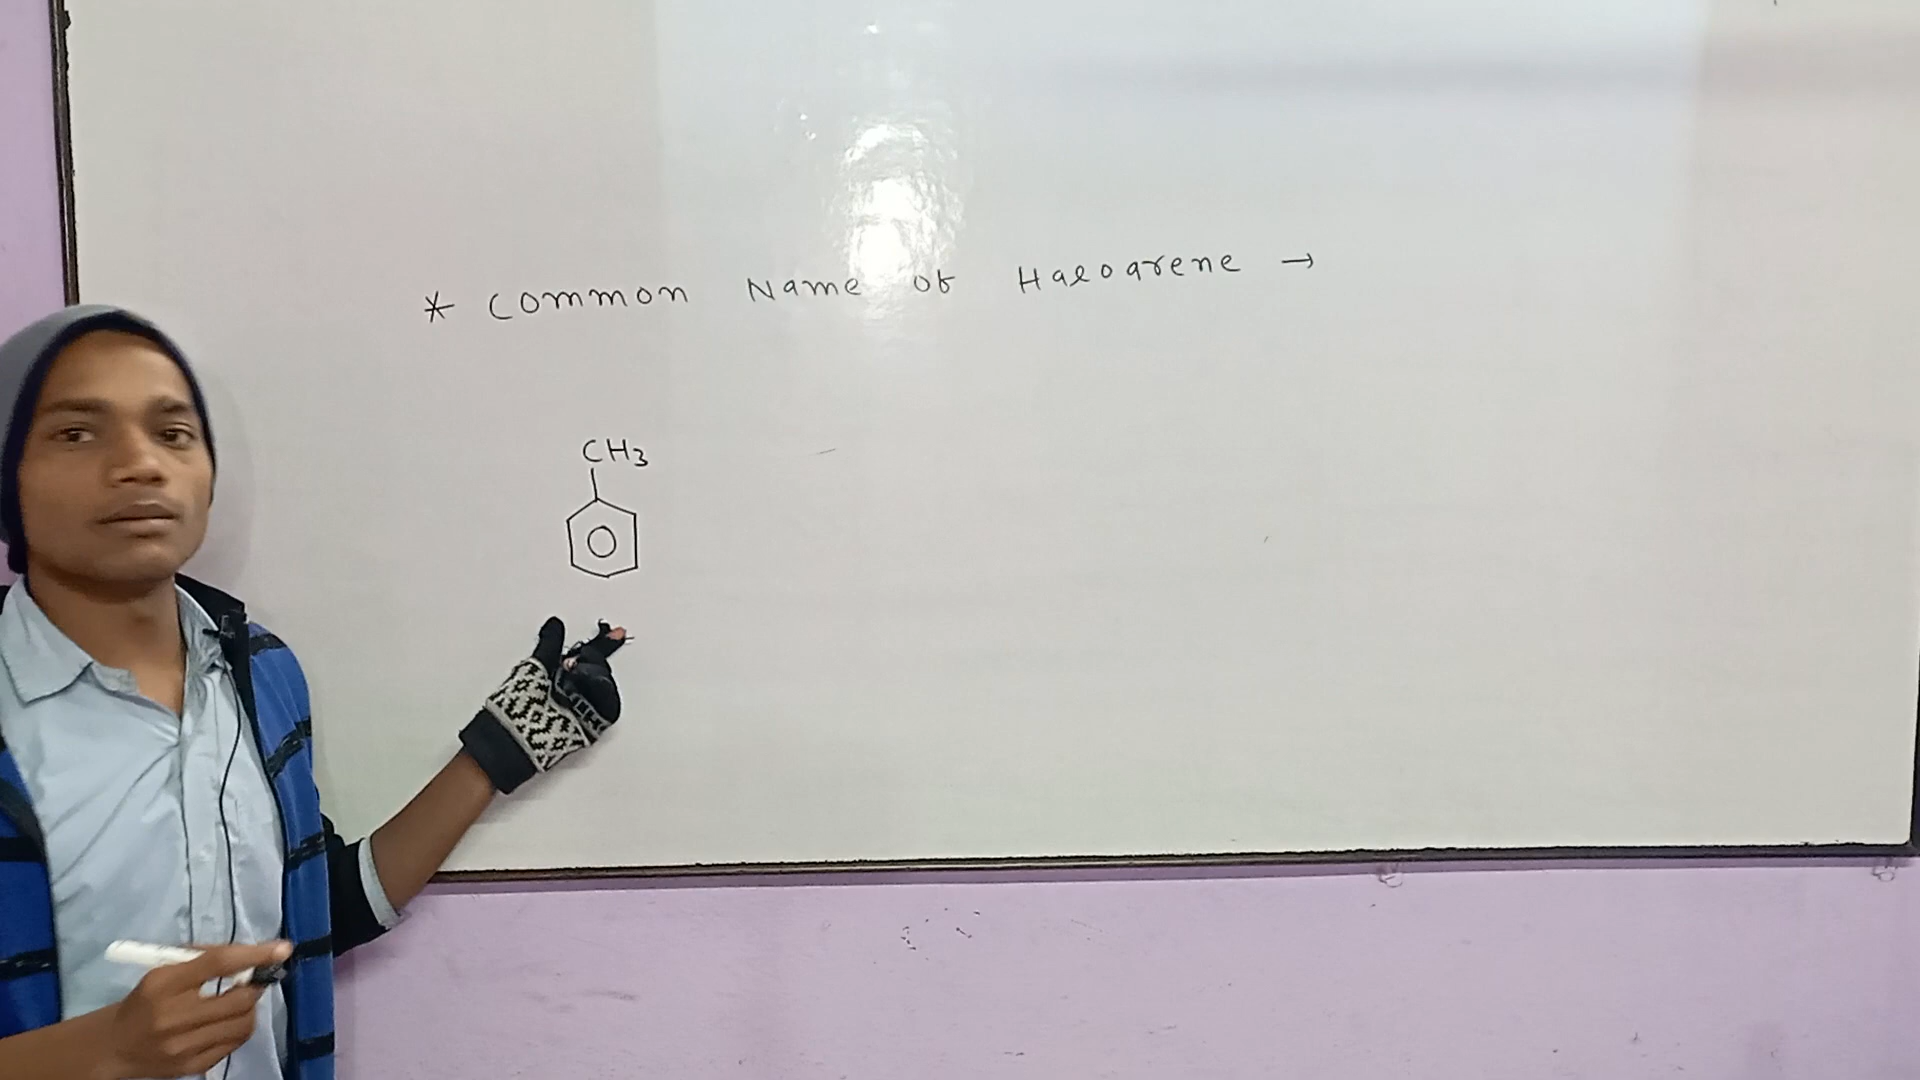 * Common Name of Haloarene →
CH3